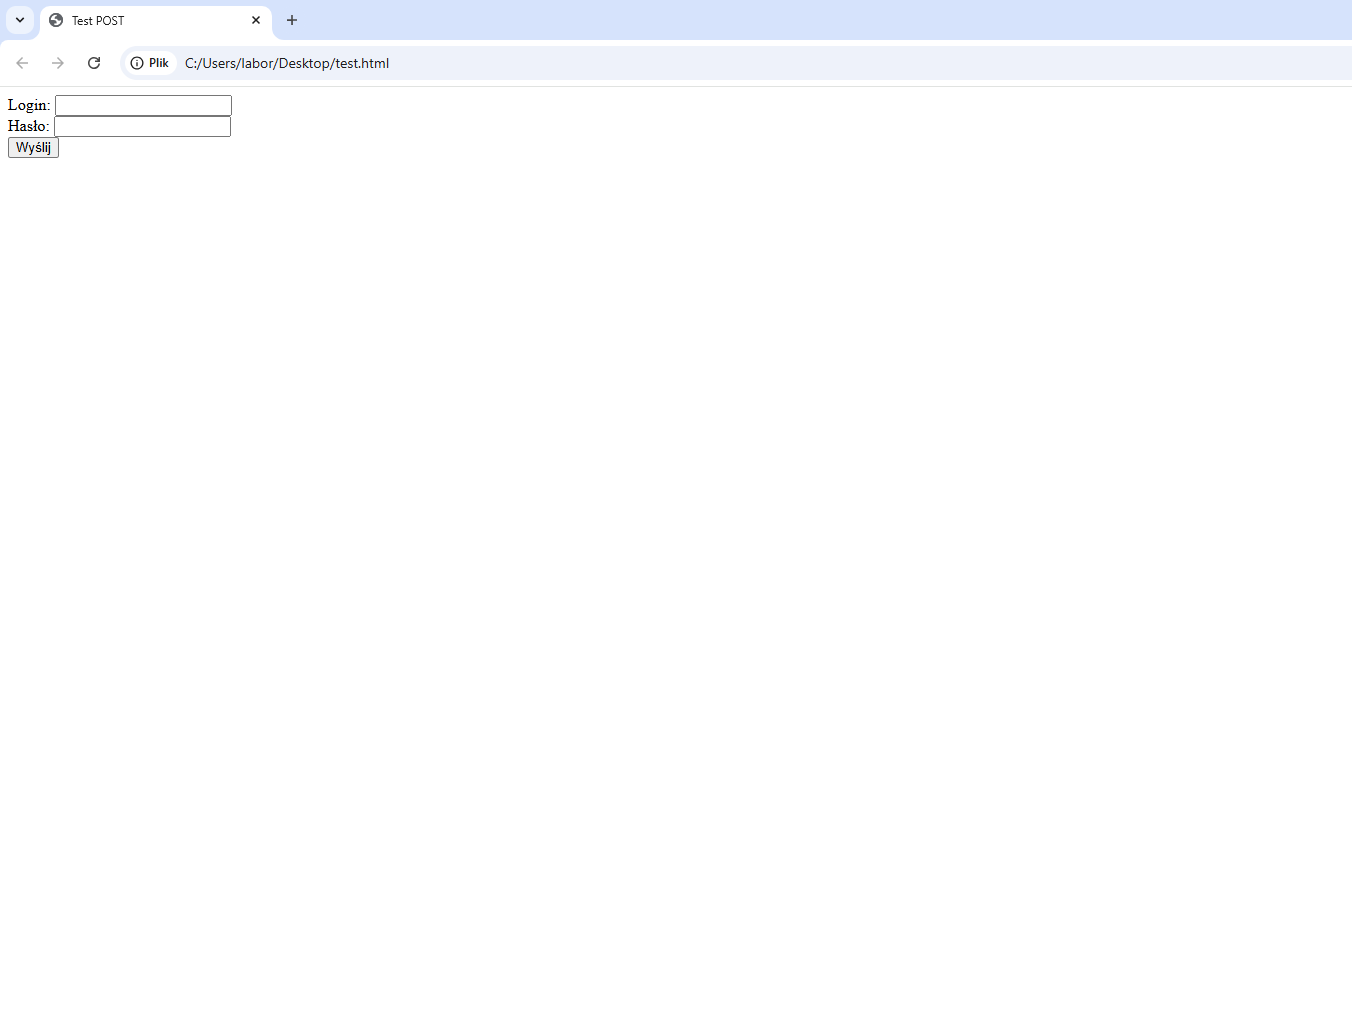 Test POST
Plik C:/Users/labor/Desktop/test.html
Login:
Hasło:
Wyślij